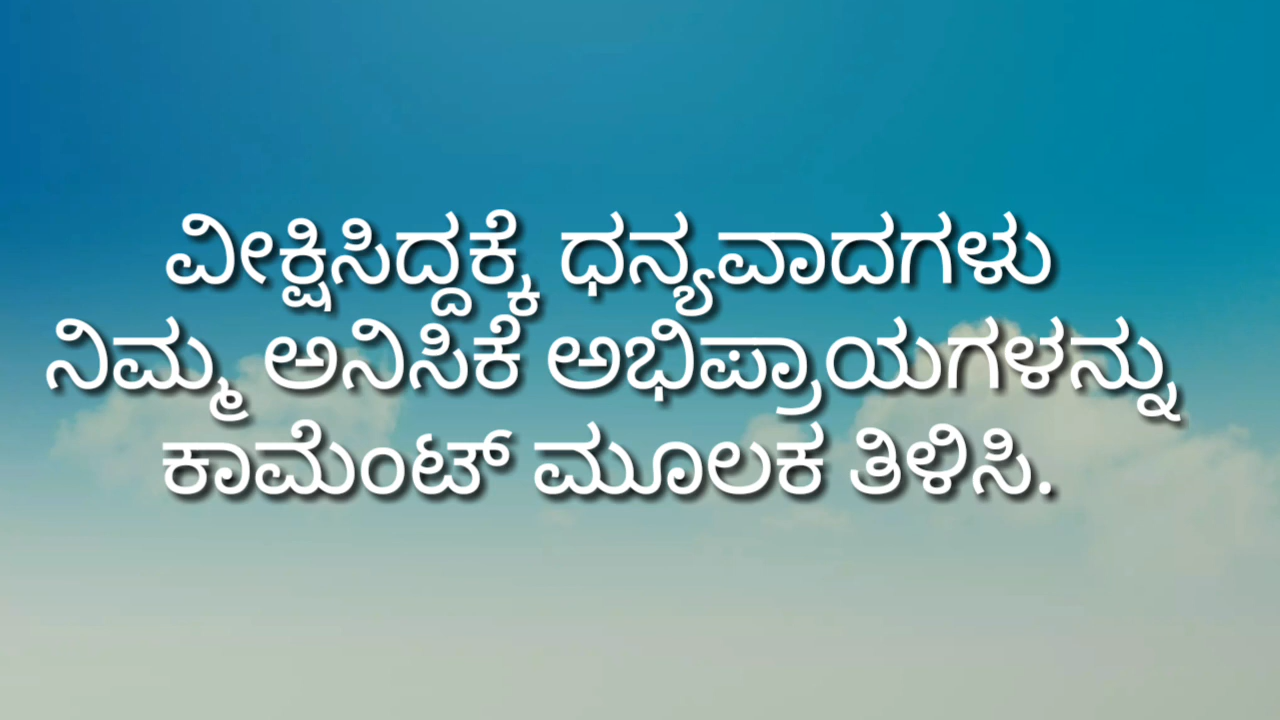 ವೀಕ್ಷಿಸಿದ್ದಕ್ಕೆ ಧನ್ಯವಾದಗಳು
ನಿಮ್ಮ ಅನಿಸಿಕೆ ಅಭಿಪ್ರಾಯಗಳನ್ನು
ಕಾಮೆಂಟ್ ಮೂಲಕ ತಿಳಿಸಿ.